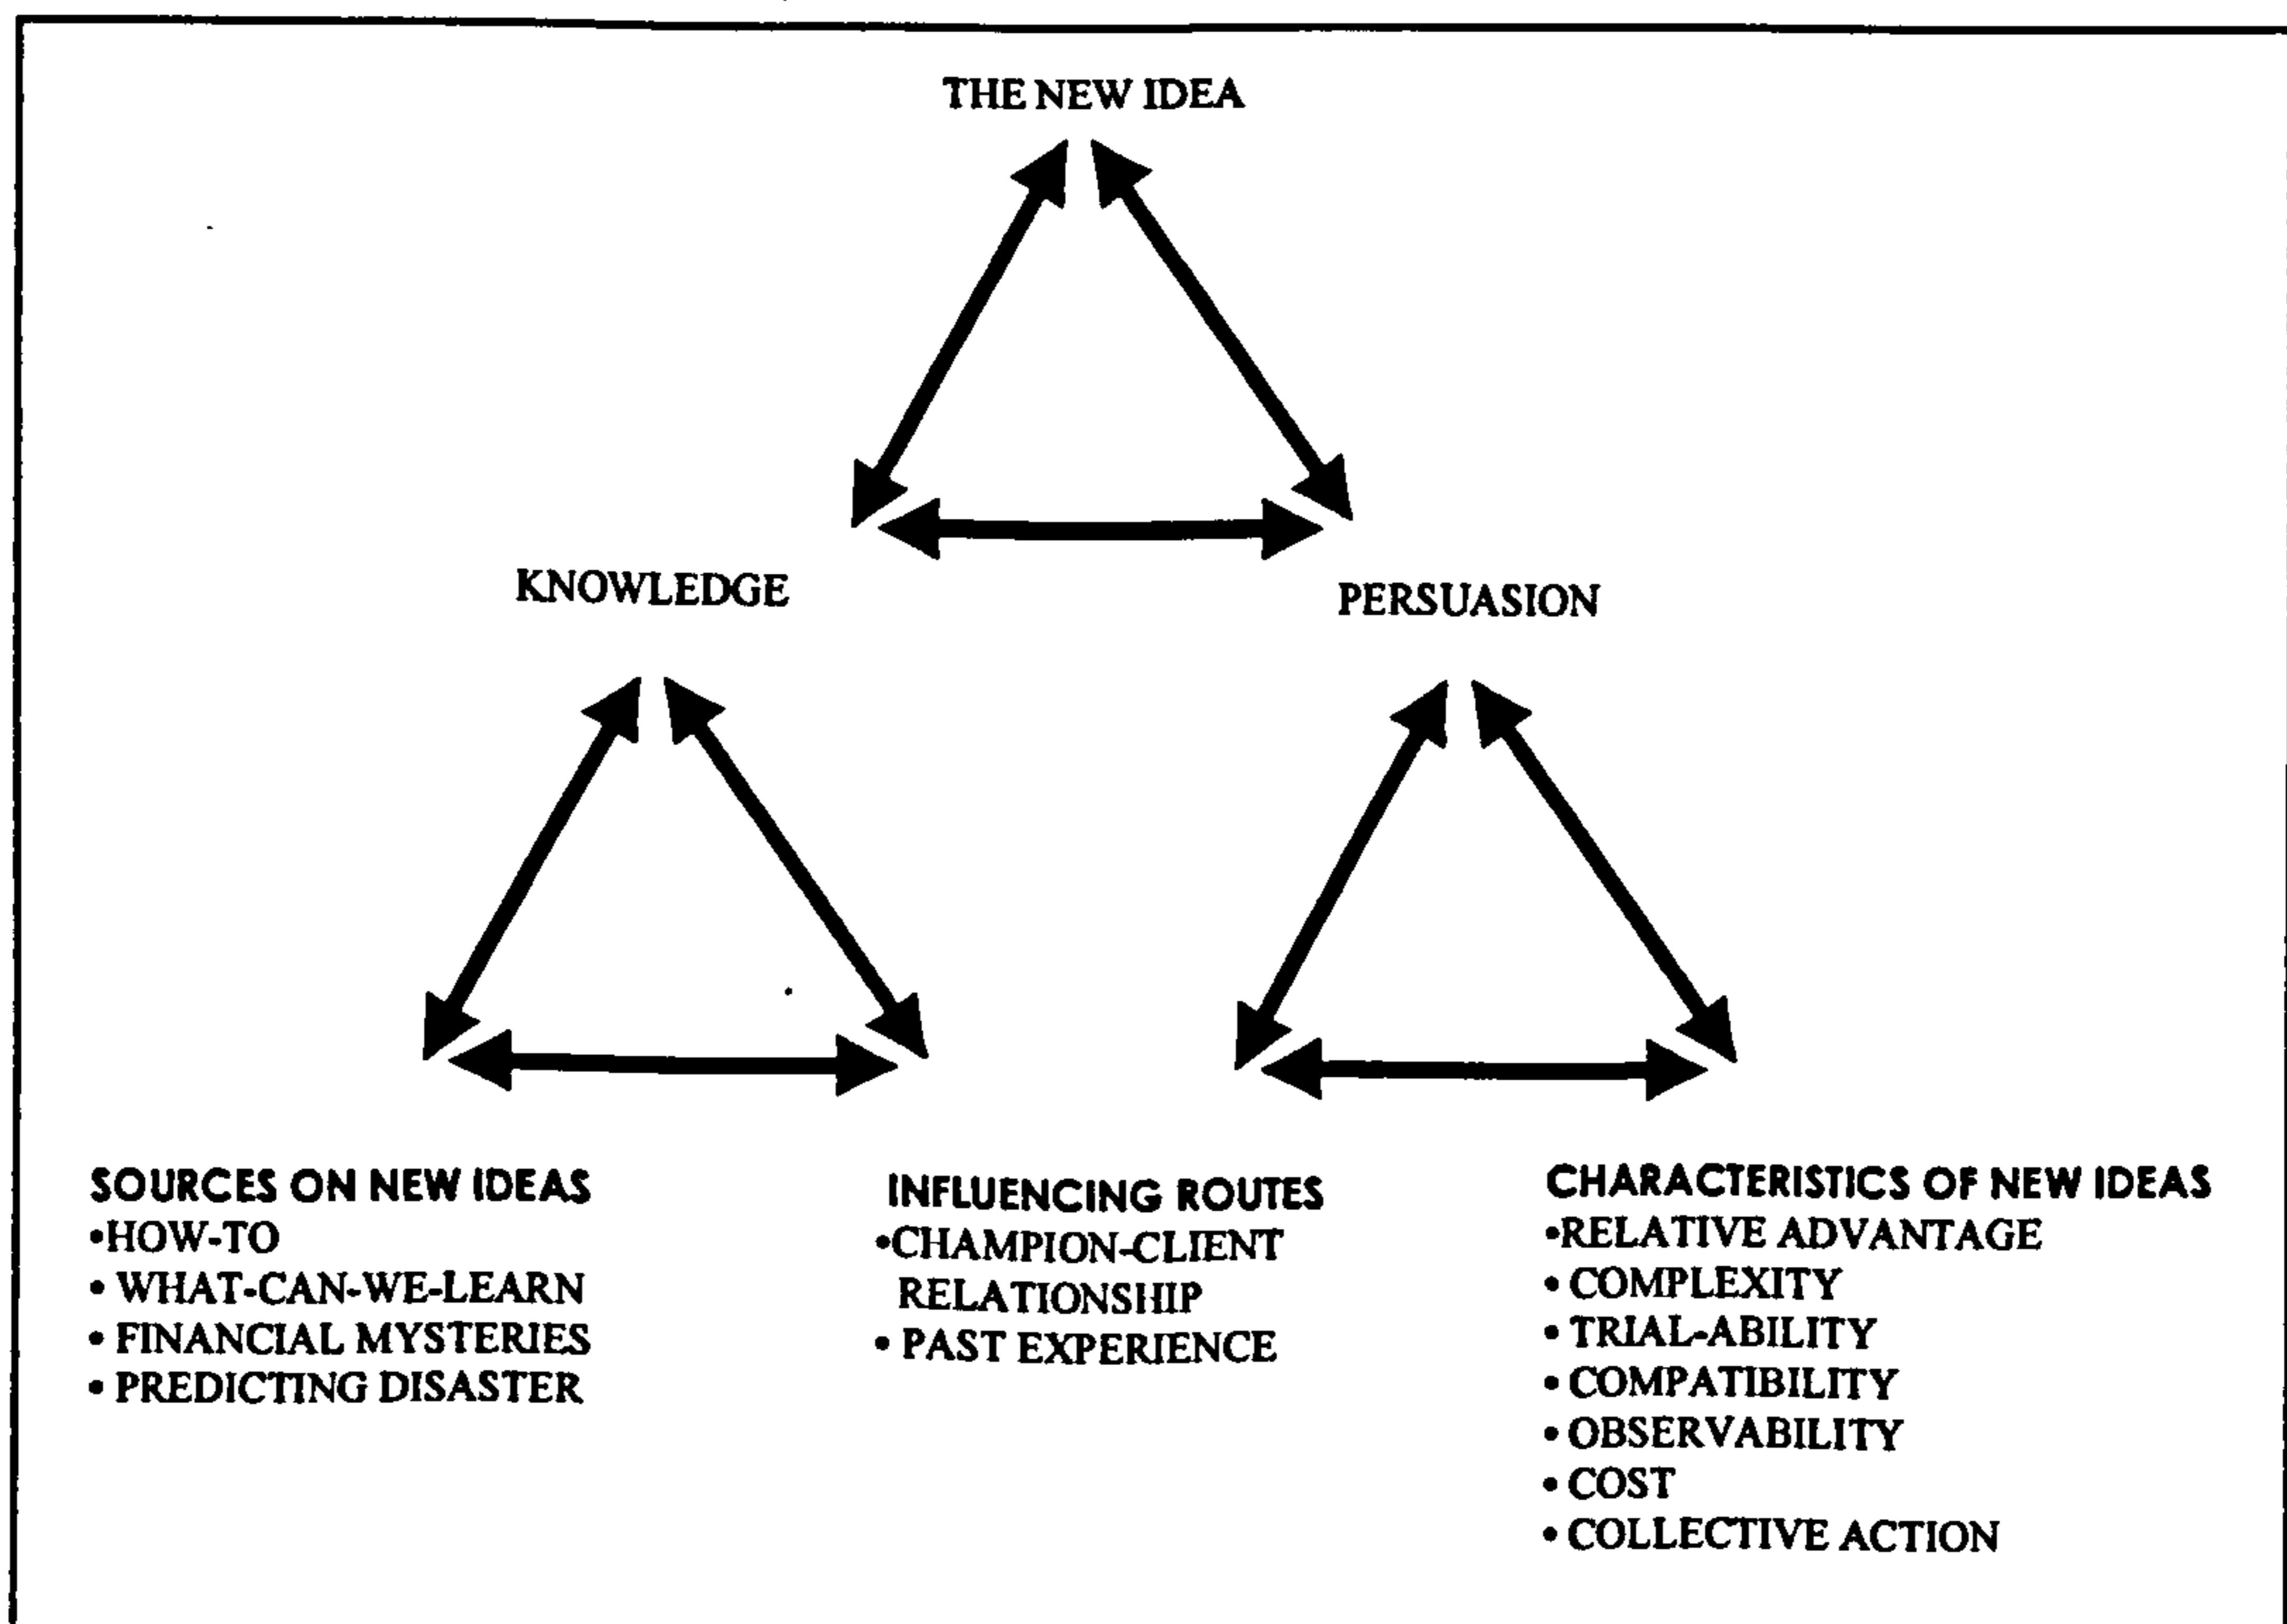 THE NEW IDEA
KNOWLEDGE
PERSUASION
SOURCES ON NEW IDEAS
•HOW-TO
• WHAT-CAN-WE-LEARN
• FINANCIAL MYSTERIES
• PREDICTING DISASTER
INFLUENCING ROUTES
•CHAMPION-CLIENT
RELATIONSHIP
• PAST EXPERIENCE
CHARACTERISTICS OF NEW IDEAS
•RELATIVE ADVANTAGE
• COMPLEXITY
• TRIAL-ABILITY
• COMPATIBILITY
• OBSERVABILITY
• COST
• COLLECTIVE ACTION